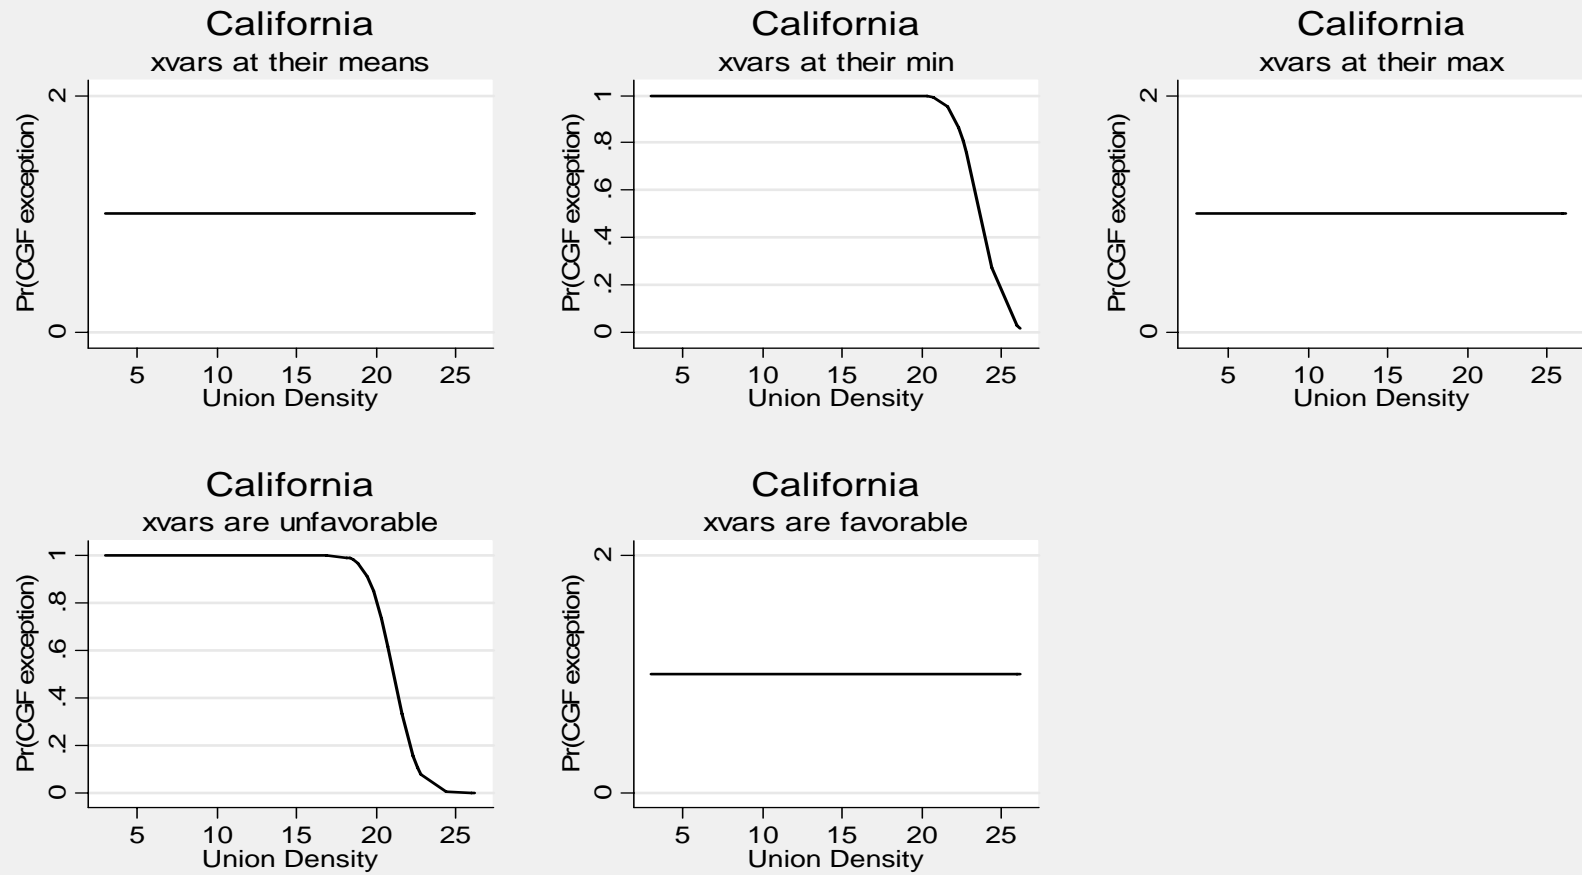 California
xvars at their means
Pr(CGF exception)
2
0
5 10 15 20 25
Union Density
California
xvars at their min
Pr(CGF exception)
1
.8
.6
.4
.2
0
5 10 15 20 25
Union Density
California
xvars at their max
Pr(CGF exception)
2
0
5 10 15 20 25
Union Density
California
xvars are unfavorable
Pr(CGF exception)
1
.8
.6
.4
.2
0
5 10 15 20 25
Union Density
California
xvars are favorable
Pr(CGF exception)
2
0
5 10 15 20 25
Union Density